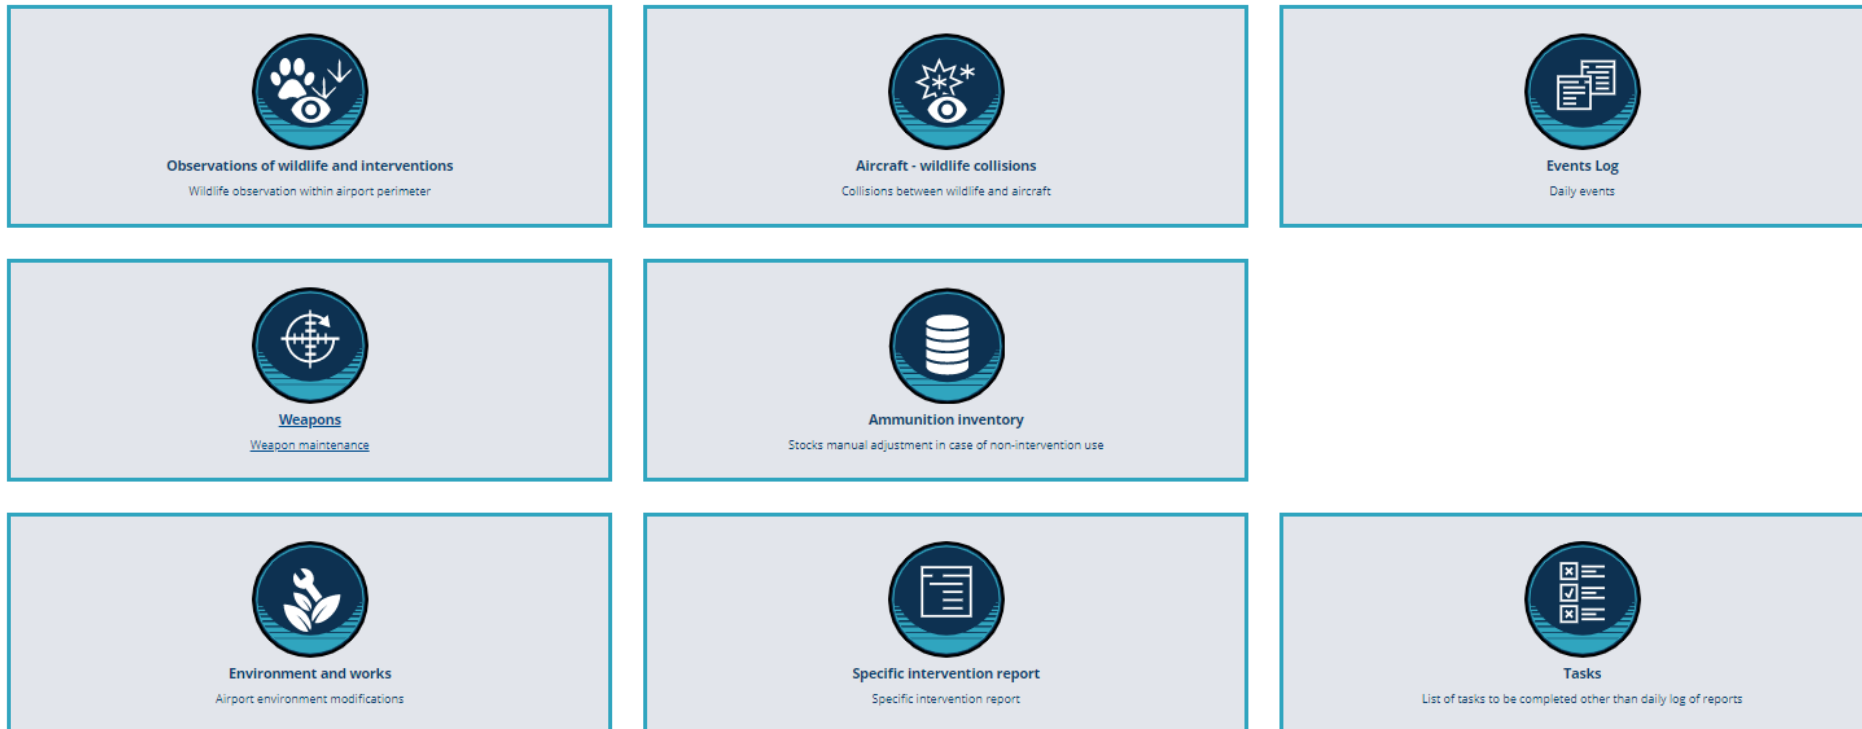 Observations of wildlife and interventions
Wildlife observation within airport perimeter
Aircraft - wildlife collisions
Collisions between wildlife and aircraft
Events Log
Daily events
Weapons
Weapon maintenance
Ammunition inventory
Stocks manual adjustment in case of non-intervention use
Environment and works
Airport environment modifications
Specific intervention report
Specific intervention report
Tasks
List of tasks to be completed other than daily log of reports